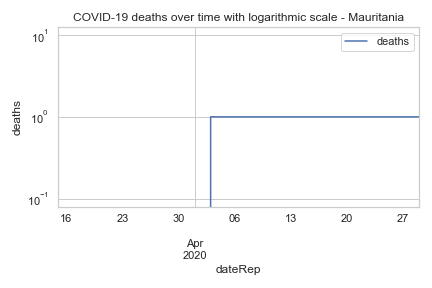 COVID-19 deaths over time with logarithmic scale - Mauritania
deaths
deaths
10¹
10⁰
10⁻¹
16 23 30 06 13 20 27
Apr
2020
dateRep